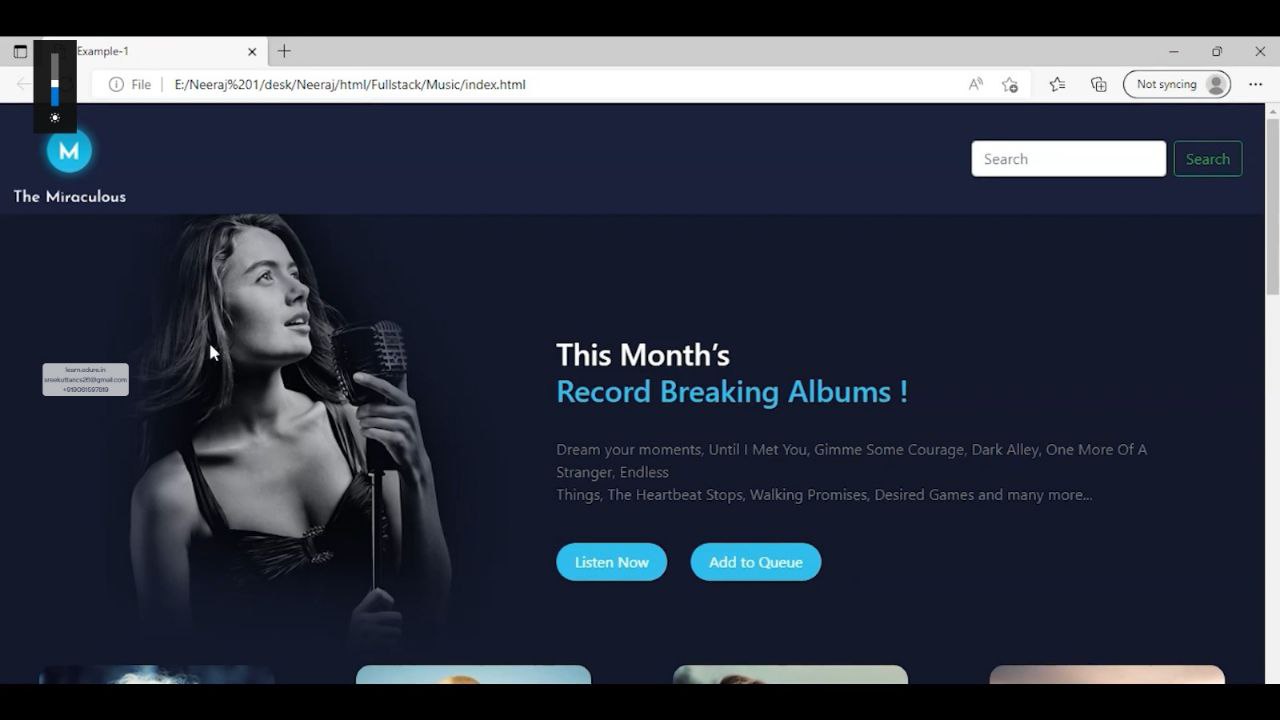 Example-1
File
E:/Neeraj%201/desk/Neeraj/html/Fullstack/Music/index.html
Not syncing
M
The Miraculous
Search
Search
learn.edure.in
sreekuttancs26@gmail.com
This Month's
Record Breaking Albums !
Dream your moments, Until I Met You, Gimme Some Courage, Dark Alley, One More Of A
Stranger, Endless
Things, The Heartbeat Stops, Walking Promises, Desired Games and many more...
Listen Now
Add to Queue